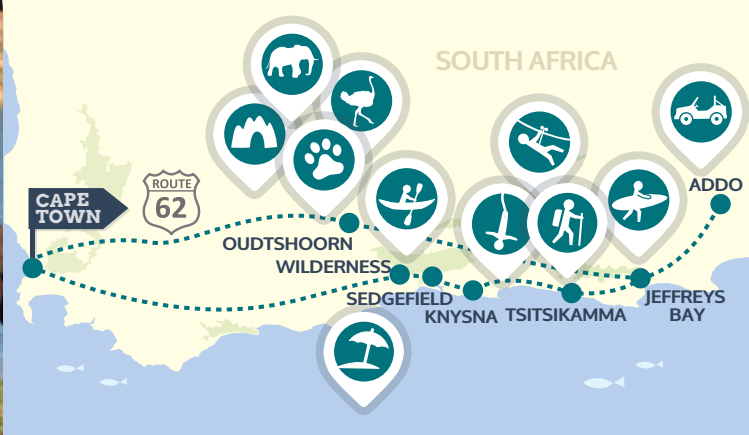 SOUTH AFRICA
ROUTE
62
CAPE
TOWN
ADDO
OUDTSHOORN
WILDERNESS
SEDGEFIELD
KNYSNA
TSITSIKAMMA
JEFFREYS
BAY